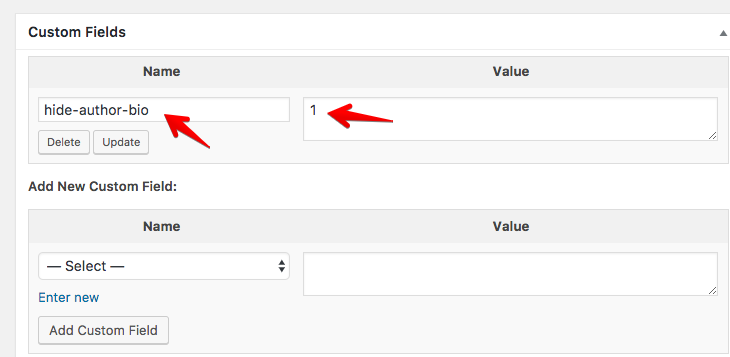 Custom Fields
Name Value
hide-author-bio 1
Delete Update
Add New Custom Field:
Name Value
— Select —
Enter new
Add Custom Field